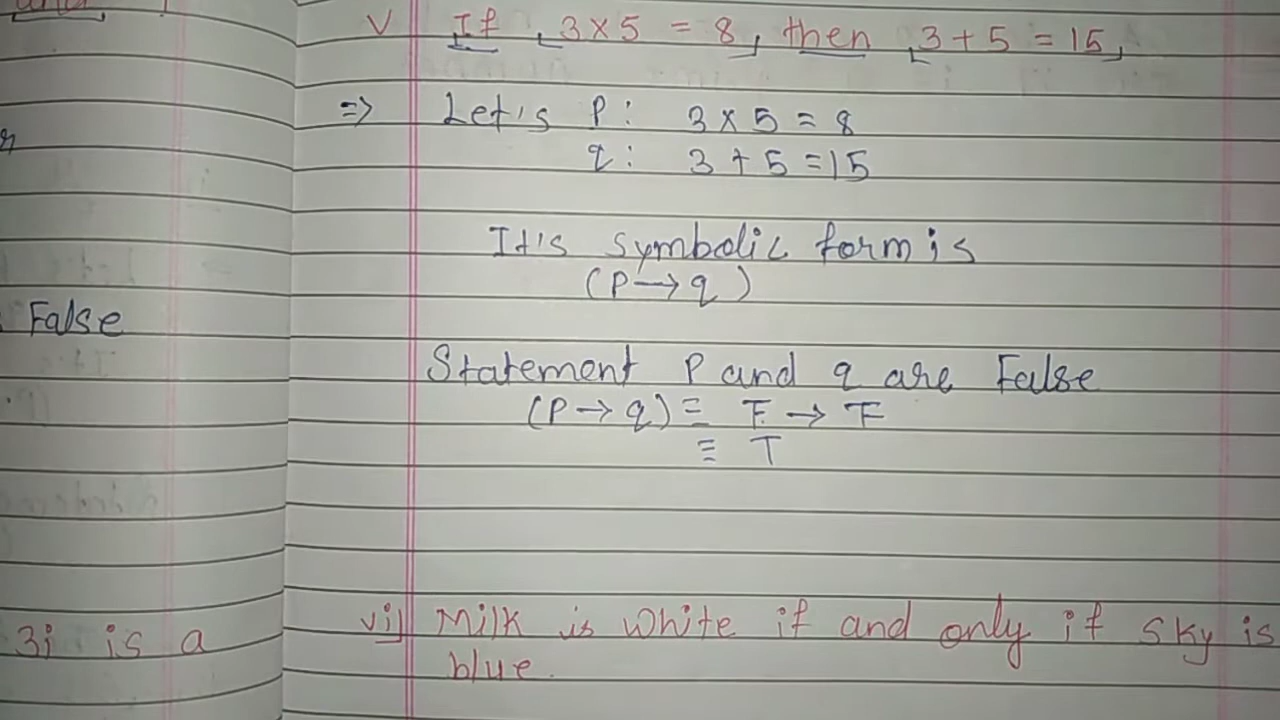 V If 3×5 = 8, then 3+5 = 15,
=> Let's P: 3×5 = 8
q: 3+5 = 15
It's symbolic form is
(P→q)
False
Statement P and q are False
(P→q) ≡ F → F
≡ T
vi) Milk is white if and only if sky is
3i is a
blue.